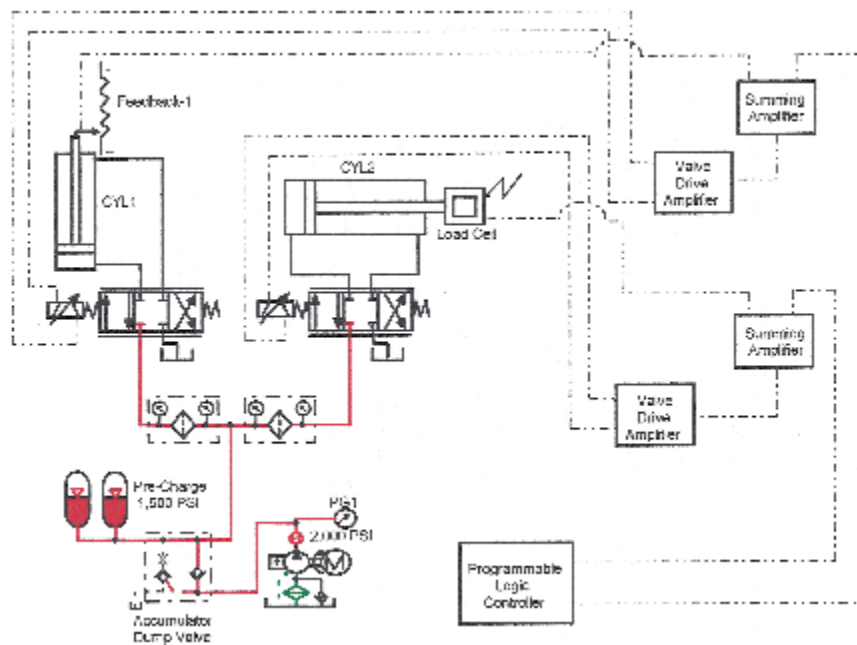 Feedback-1
CYL1
CYL2
Load Cell
Summing
Amplifier
Valve
Drive
Amplifier
Summing
Amplifier
Valve
Drive
Amplifier
Pre-Charge
1,500 PSI
PG1
2,000 PSI
Accumulator
Dump Valve
Programmable
Logic
Controller
M